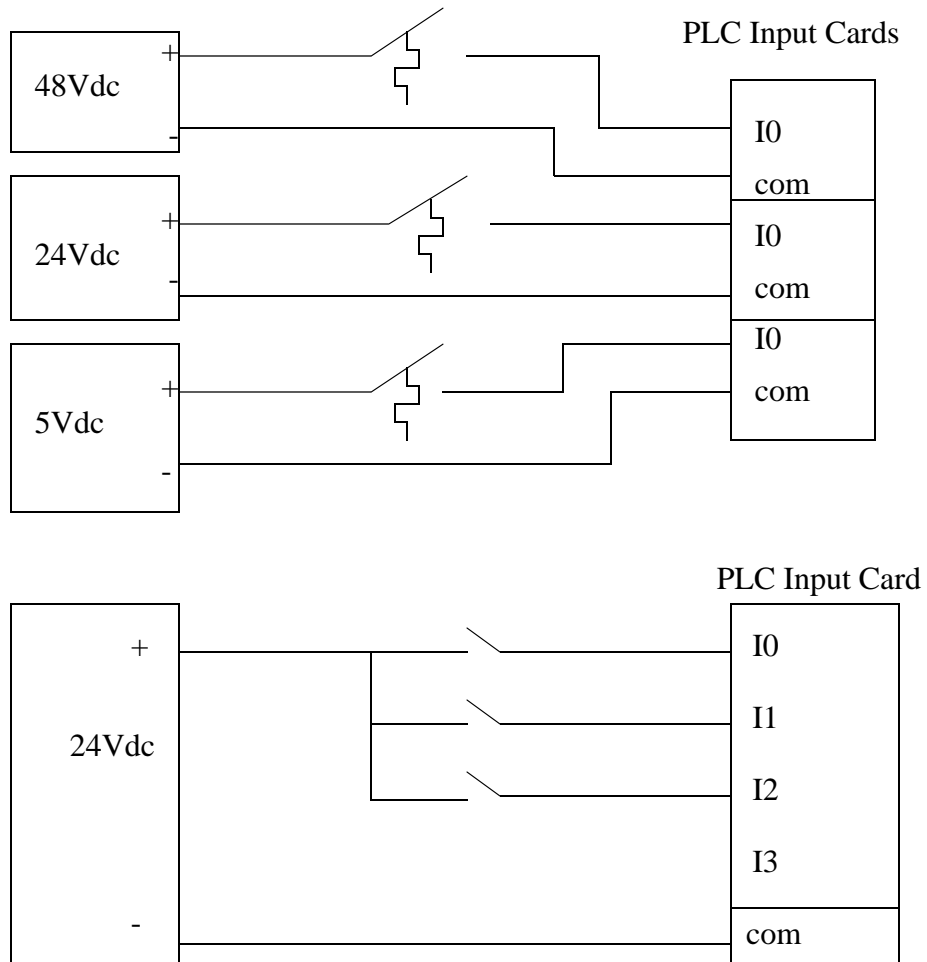 PLC Input Cards
+
48Vdc
-
I0
com
+
24Vdc
-
I0
com
+
5Vdc
-
I0
com
PLC Input Card
+
24Vdc
-
I0
I1
I2
I3
com